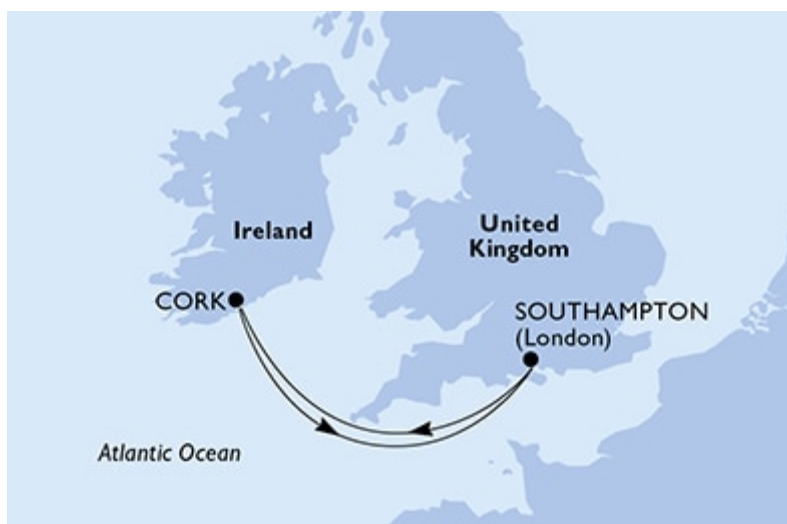 Ireland
United
Kingdom
CORK
SOUTHAMPTON
(London)
Atlantic Ocean